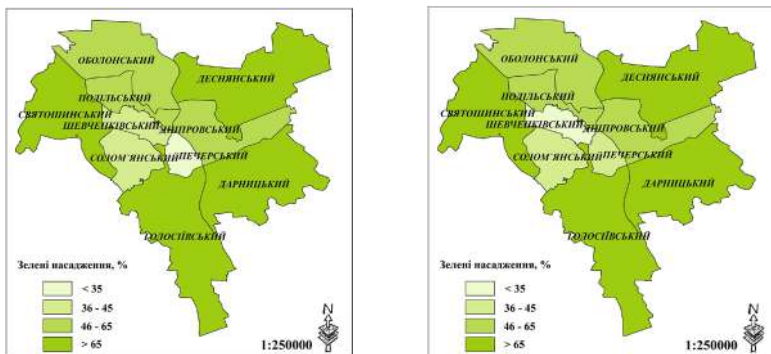 ОБОЛОНСЬКИЙ
ДЕСНЯНСЬКИЙ
ПОДІЛЬСЬКИЙ
СВЯТОШИНСЬКИЙ
ШЕВЧЕНКІВСЬКИЙ
ДНІПРОВСЬКИЙ
СОЛОМ'ЯНСЬКИЙ
ПЕЧЕРСЬКИЙ
ДАРНИЦЬКИЙ
ГОЛОСІЇВСЬКИЙ
Зелені насадження, %
< 35
36 - 45
46 - 65
> 65
N
1:250000
ОБОЛОНСЬКИЙ
ДЕСНЯНСЬКИЙ
ПОДІЛЬСЬКИЙ
СВЯТОШИНСЬКИЙ
ШЕВЧЕНКІВСЬКИЙ
ДНІПРОВСЬКИЙ
СОЛОМ'ЯНСЬКИЙ
ПЕЧЕРСЬКИЙ
ДАРНИЦЬКИЙ
ГОЛОСІЇВСЬКИЙ
Зелені насадження, %
< 35
36 - 45
46 - 65
> 65
N
1:250000